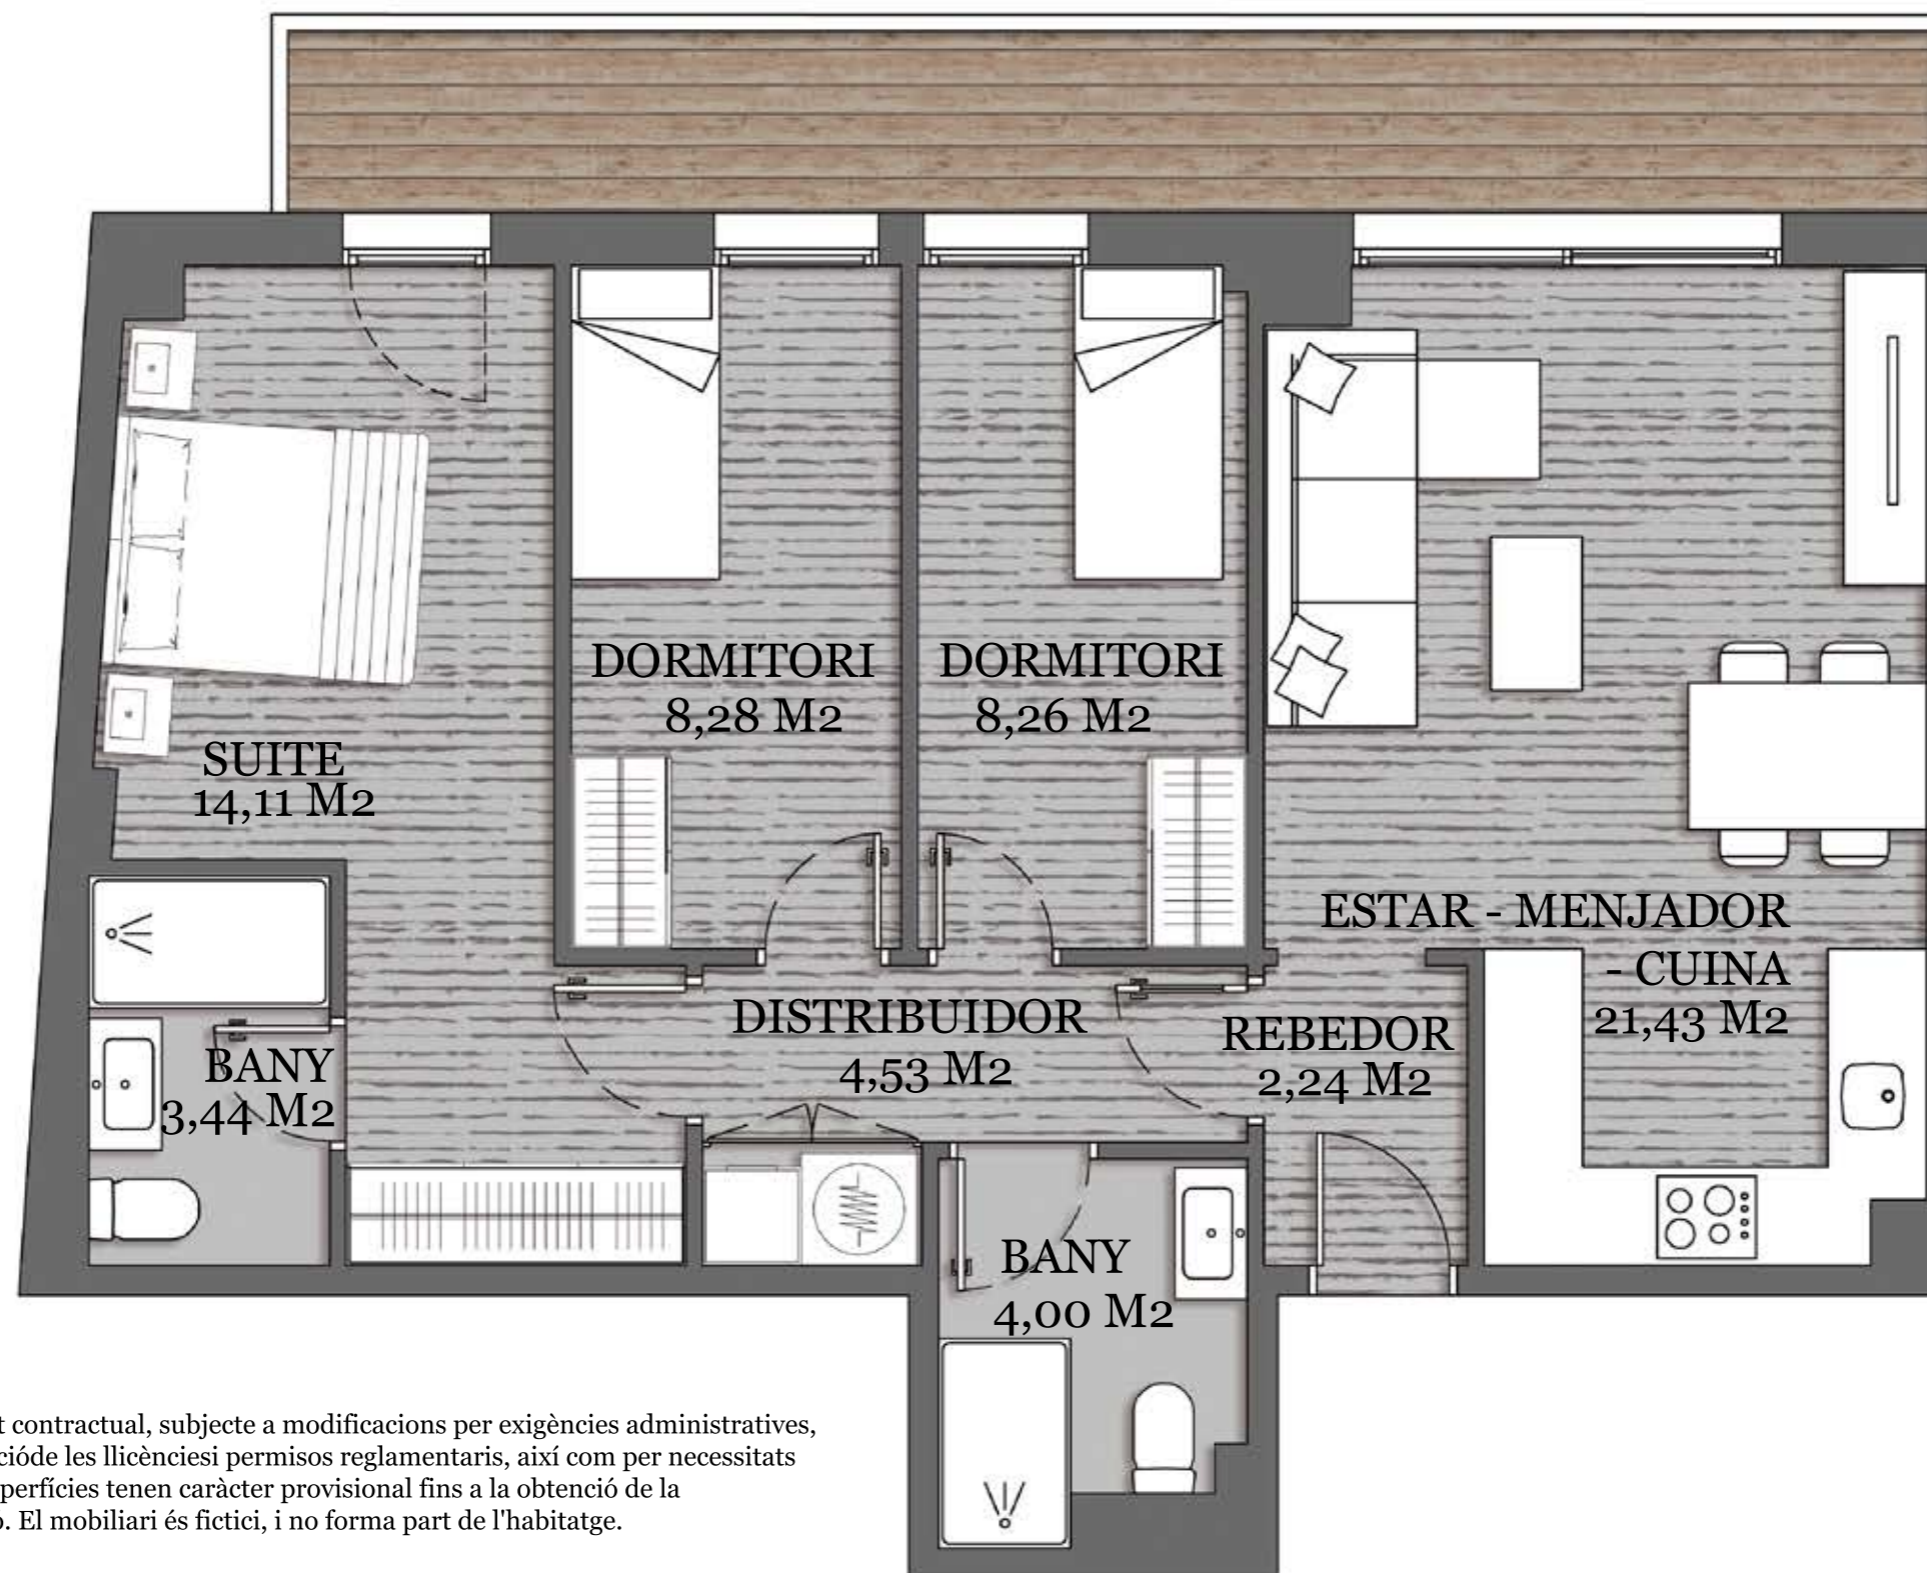 DORMITORI
8,28 M2
DORMITORI
8,26 M2
SUITE
14,11 M2
ESTAR - MENJADOR
- CUINA
21,43 M2
DISTRIBUIDOR
4,53 M2
REBEDOR
2,24 M2
BANY
3,44 M2
BANY
4,00 M2
t contractual, subjecte a modificacions per exigències administratives,
cióde les llicènciesi permisos reglamentaris, així com per necessitats
perfícies tenen caràcter provisional fins a la obtenció de la
o. El mobiliari és fictici, i no forma part de l'habitatge.